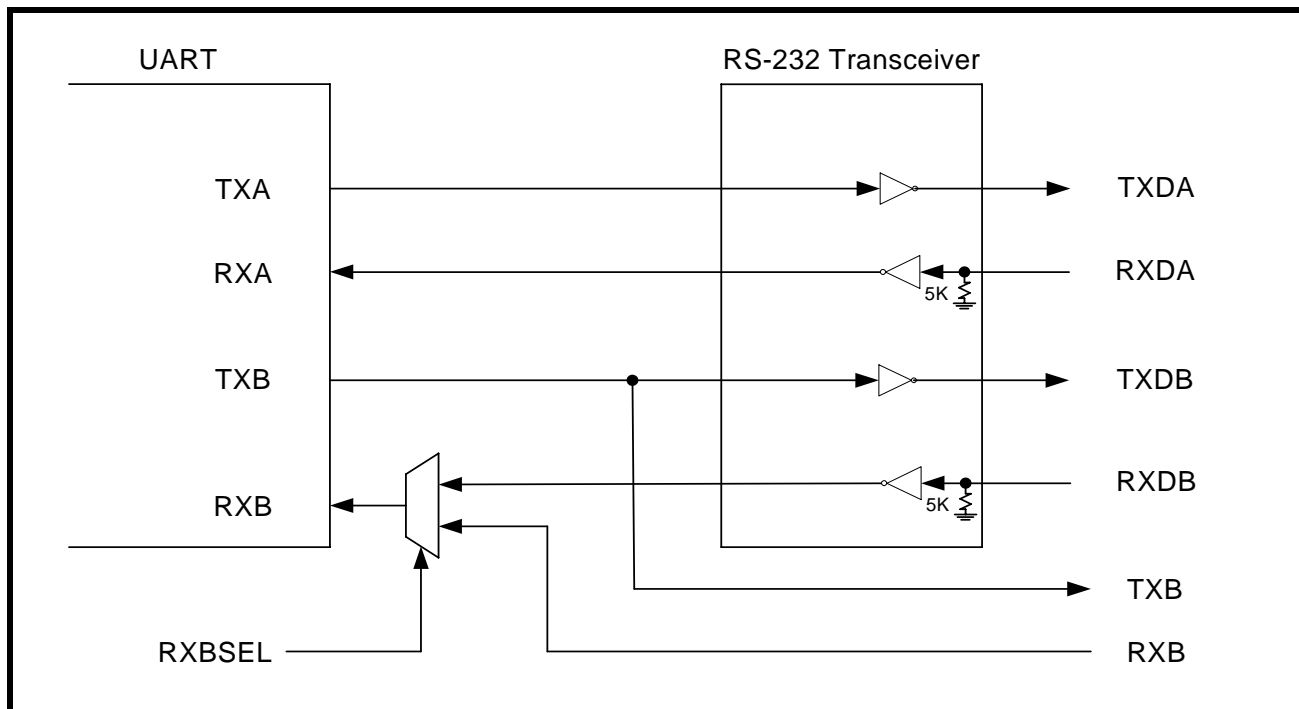 UART
RS-232 Transceiver
TXA
TXDA
RXA
5K
RXDA
TXB
TXDB
RXB
5K
RXDB
TXB
RXBSEL
RXB